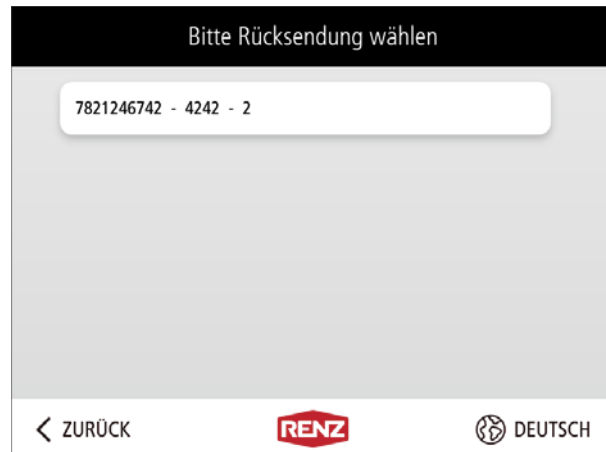 Bitte Rücksendung wählen
7821246742 - 4242 - 2
ZURÜCK
RENZ
DEUTSCH